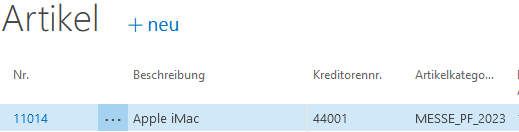 Artikel + neu
Nr. Beschreibung Kreditorennr. Artikelkatego...
11014 ... Apple iMac 44001 MESSE_PF_2023